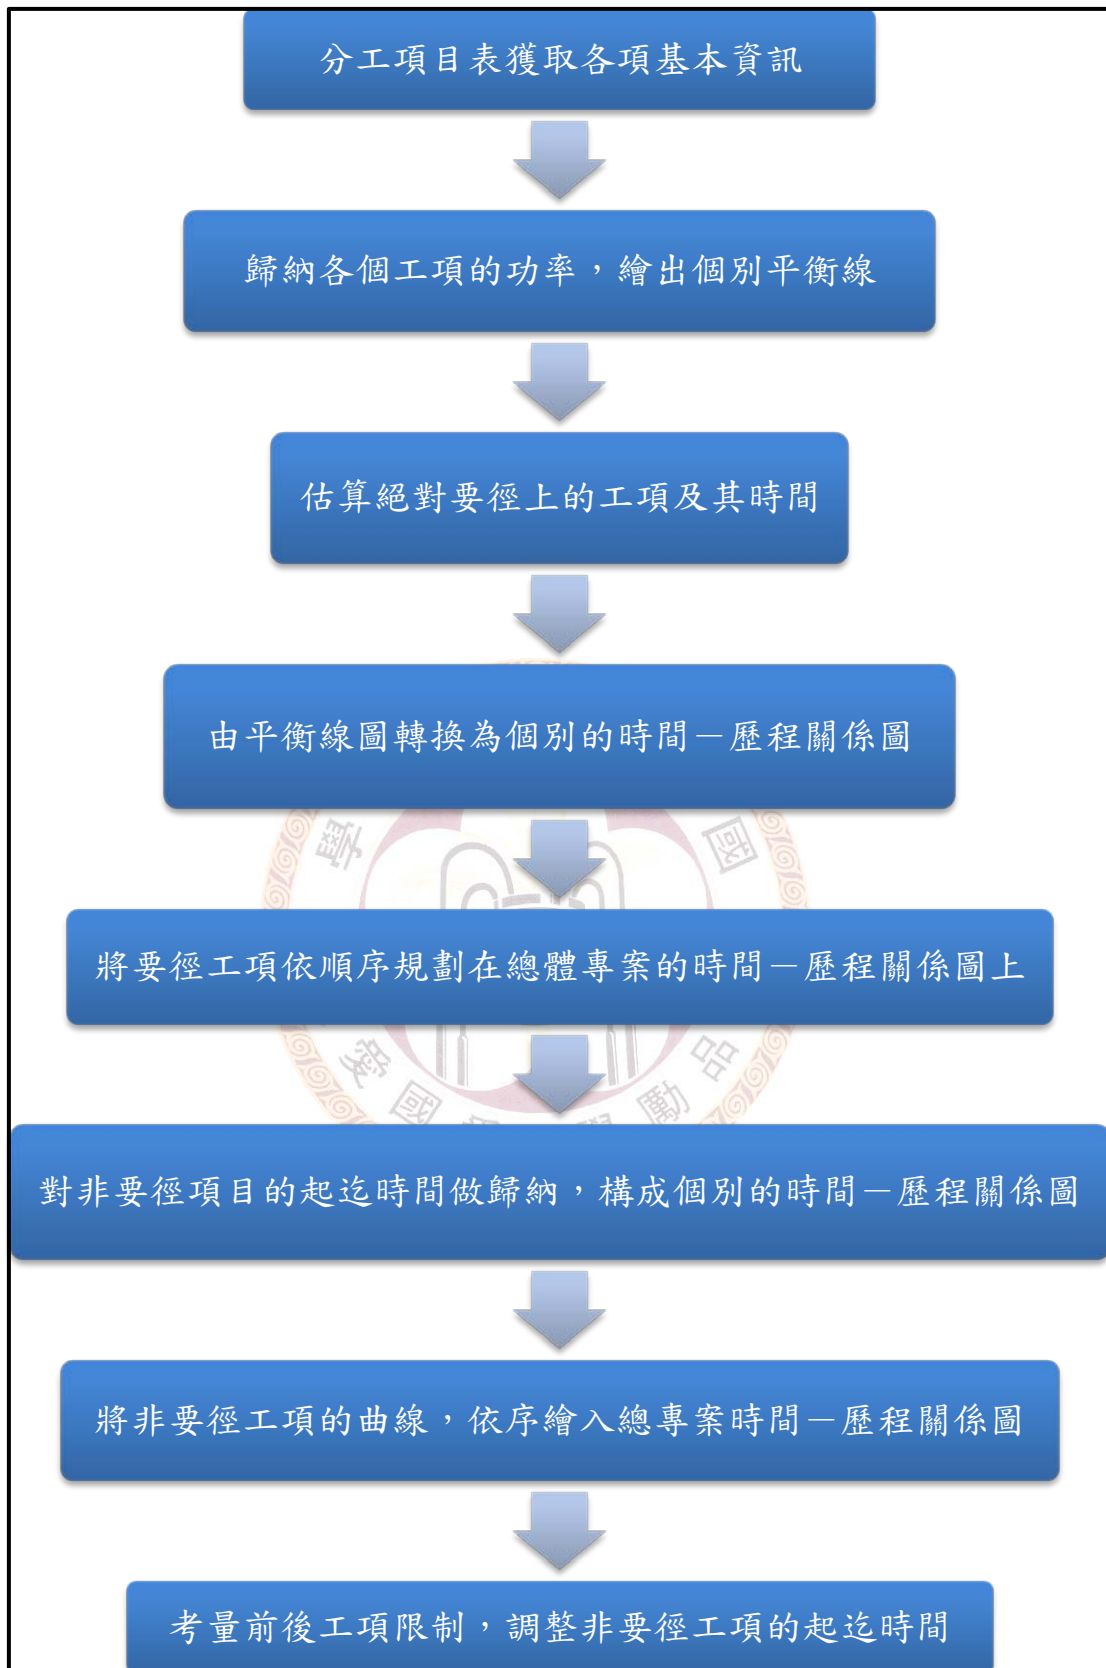 分工項目表獲取各項基本資訊
歸納各個工項的功率，繪出個別平衡線
估算絕對要徑上的工項及其時間
由平衡線圖轉換為個別的時間－歷程關係圖
學
國
將要徑工項依順序規劃在總體專案的時間－歷程關係圖上
愛
國
學
勵
品
對非要徑項目的起迄時間做歸納，構成個別的時間－歷程關係圖
將非要徑工項的曲線，依序繪入總專案時間－歷程關係圖
考量前後工項限制，調整非要徑工項的起迄時間